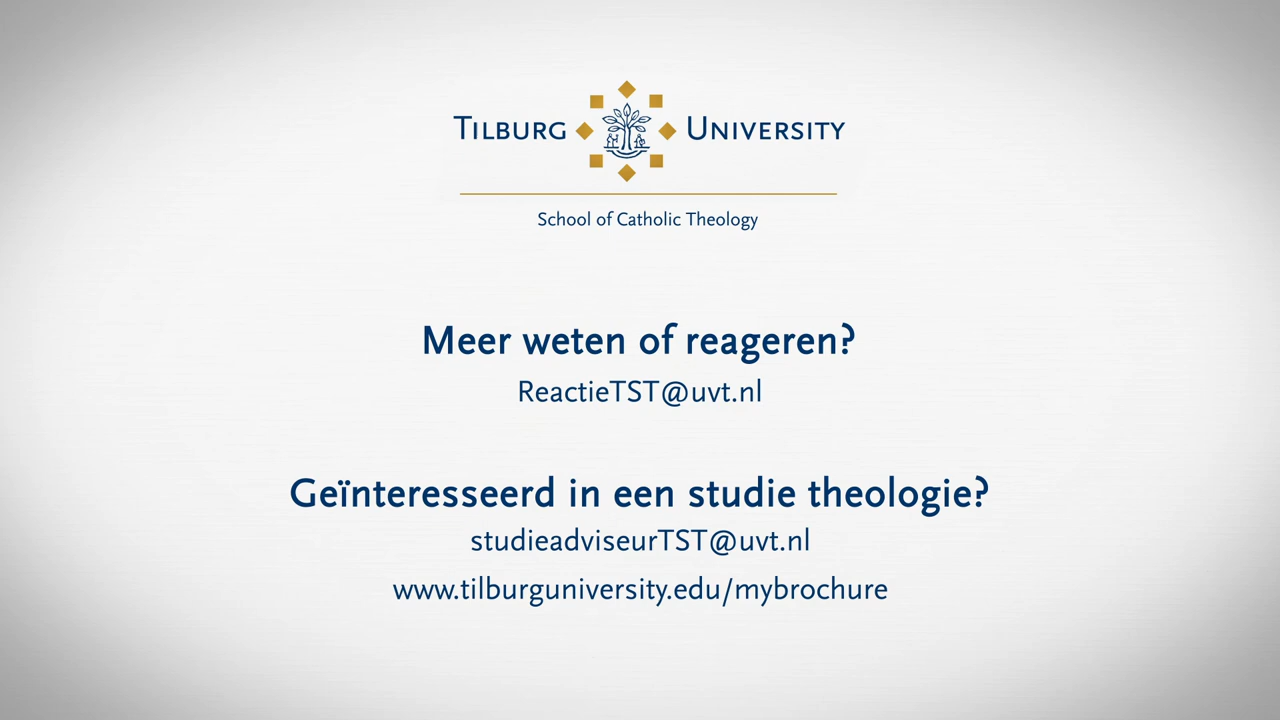 TILBURG UNIVERSITY
School of Catholic Theology
Meer weten of reageren?
ReactieTST@uvt.nl
Geïnteresseerd in een studie theologie?
studieadviseurTST@uvt.nl
www.tilburguniversity.edu/mybrochure